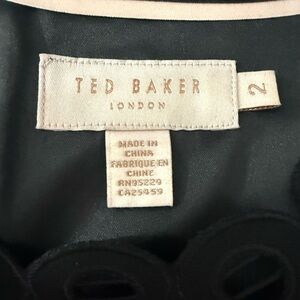 TED BAKER
LONDON
2
MADE IN
CHINA
FABRIQUE EN
CHINE
RN95229
CA25459